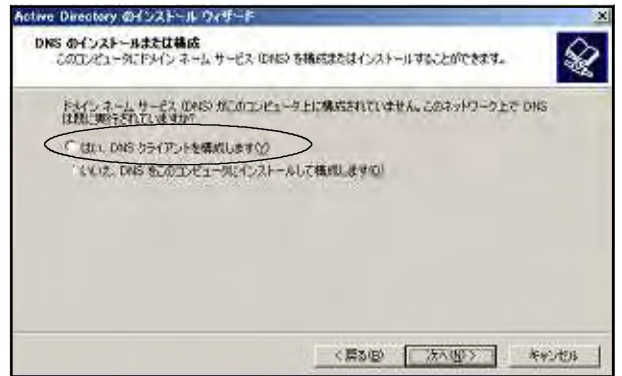 Active Directory のインストール ウィザード
DNS のインストールまたは構成
このコンピュータにドメイン ネーム サービス (DNS) を構成またはインストールすることができます。
ドメイン ネーム サービス (DNS) がこのコンピュータ上に構成されていません。このネットワーク上で DNS
は既に実行されていますか?
はい、DNS クライアントを構成します(Y)
いいえ、DNS をこのコンピュータにインストールして構成します(O)
< 戻る(B)
次へ(N) >
キャンセル